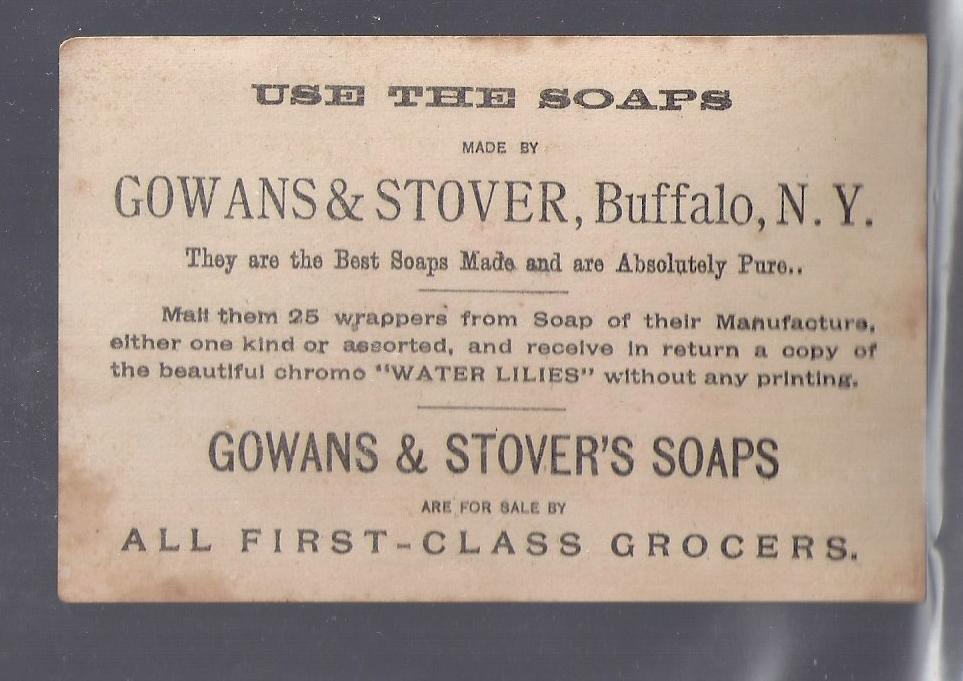 USE THE SOAPS
MADE BY
GOWANS & STOVER, Buffalo, N. Y.
They are the Best Soaps Made and are Absolutely Pure..
Mail them 25 wrappers from Soap of their Manufacture,
either one kind or assorted, and receive in return a copy of
the beautiful chromo "WATER LILIES" without any printing.
GOWANS & STOVER'S SOAPS
ARE FOR SALE BY
ALL FIRST-CLASS GROCERS.